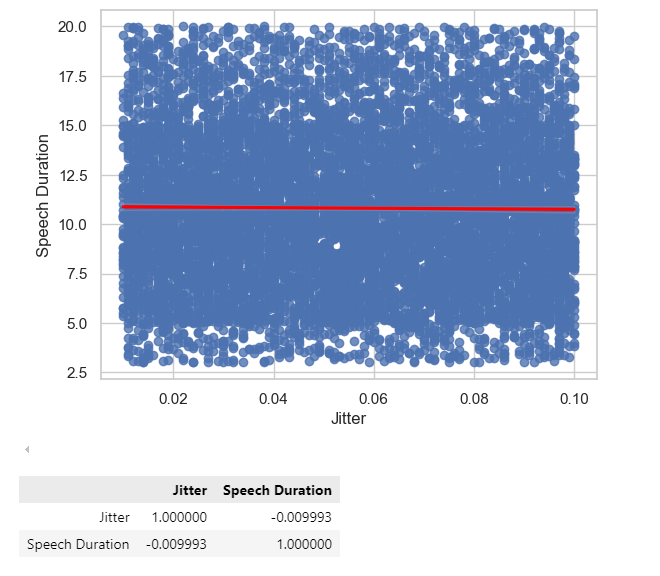 20.0
17.5
15.0
12.5
10.0
7.5
5.0
2.5
Speech Duration
0.02 0.04 0.06 0.08 0.10
Jitter
Jitter Speech Duration
Jitter 1.000000 -0.009993
Speech Duration -0.009993 1.000000